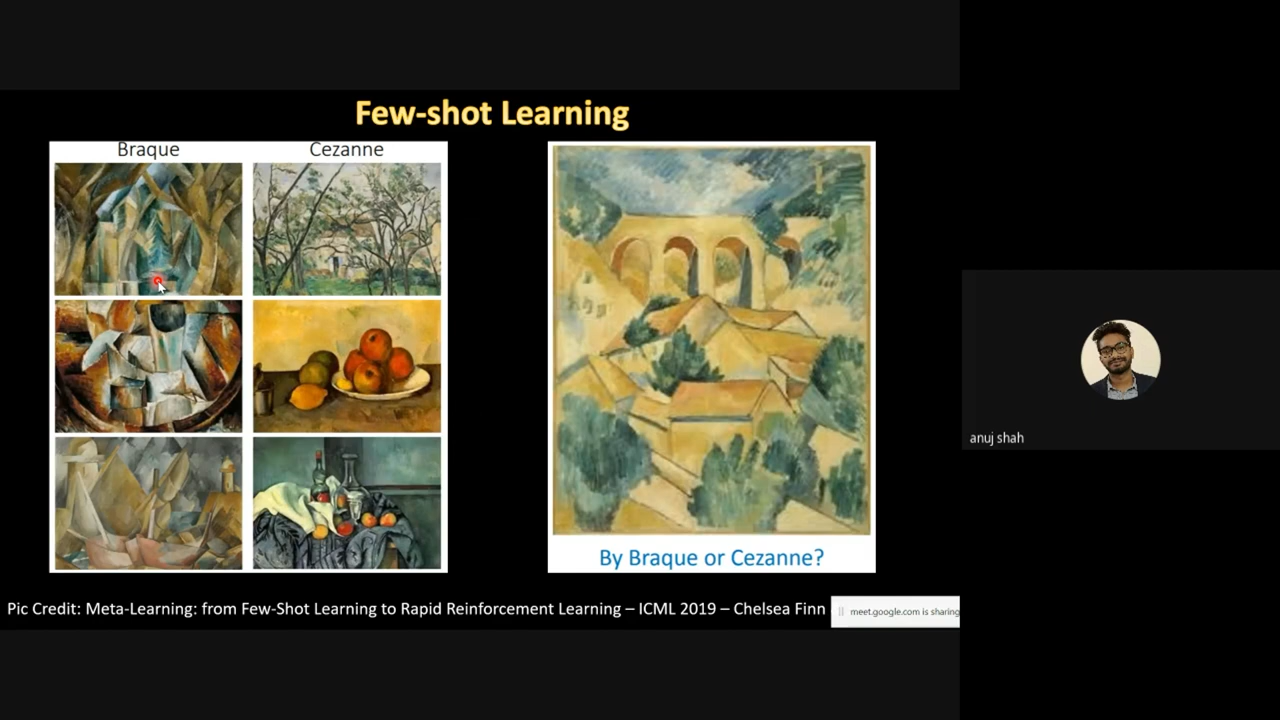 Few-shot Learning
Braque
Cezanne
By Braque or Cezanne?
Pic Credit: Meta-Learning: from Few-Shot Learning to Rapid Reinforcement Learning – ICML 2019 – Chelsea Finn
meet.google.com is sharing
anuj shah